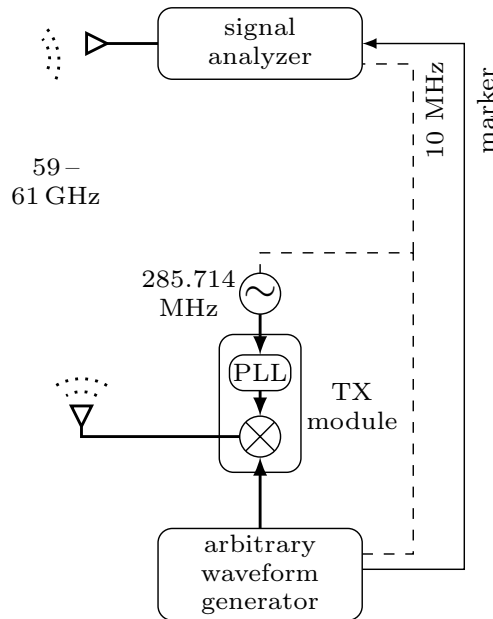 signal
analyzer
10 MHz
marker
59 –
61 GHz
285.714
MHz
PLL
TX
module
arbitrary
waveform
generator